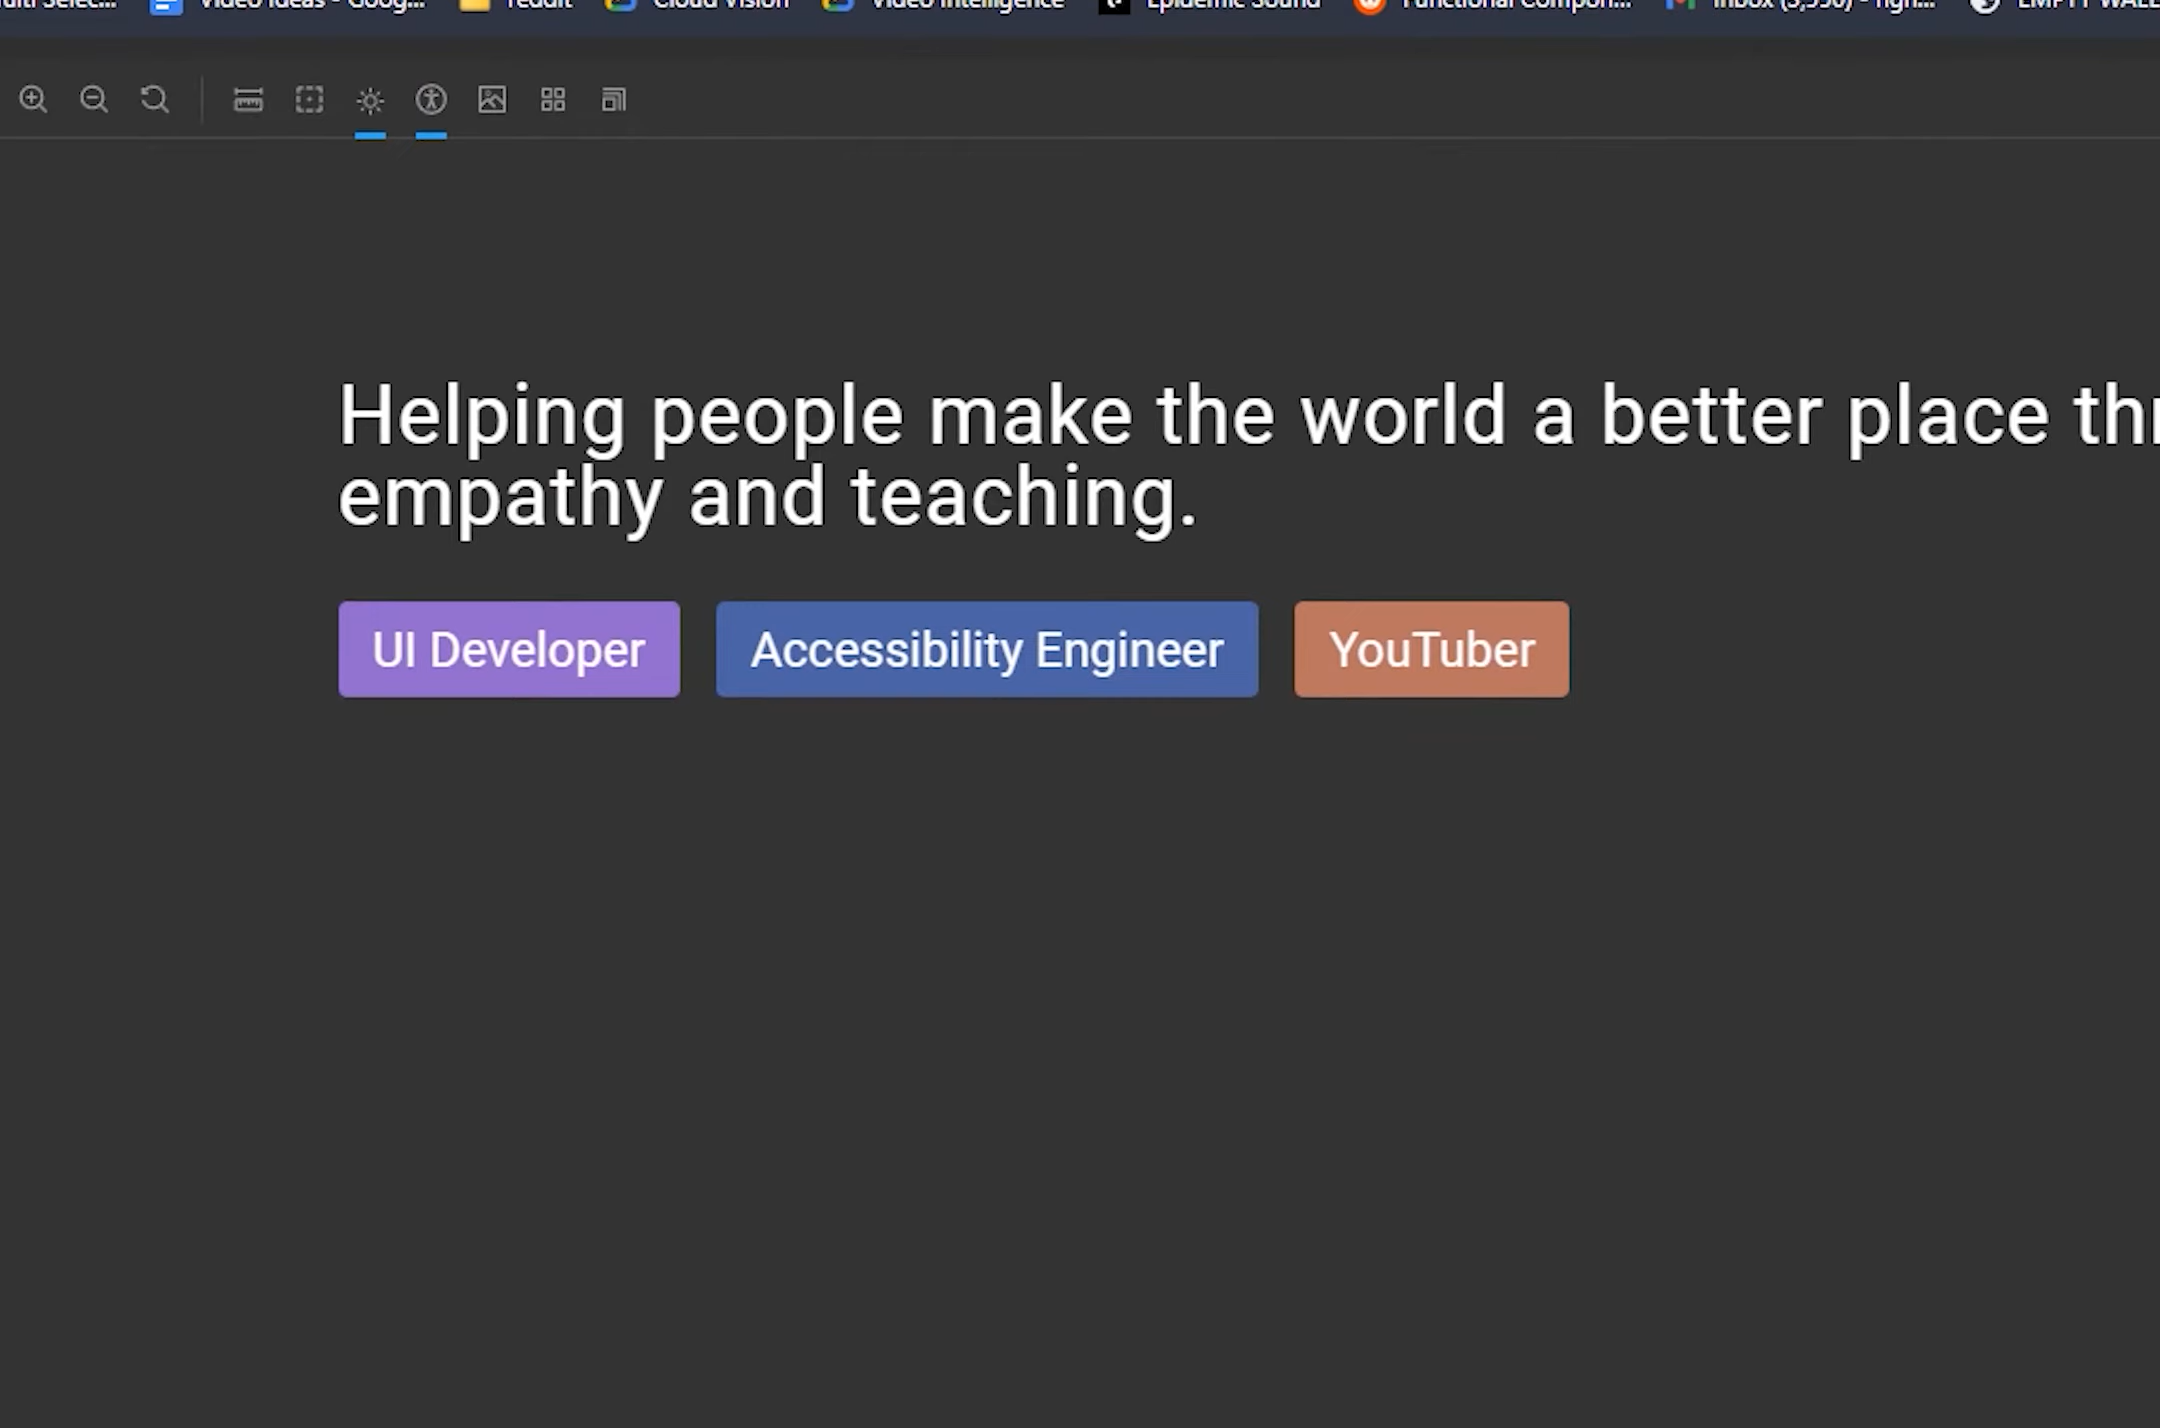 Video Ideas - Goog... reddit Cloud Vision Video Intelligence Epidemic Sound Functional Compon...
Helping people make the world a better place
empathy and teaching.
UI Developer Accessibility Engineer YouTuber